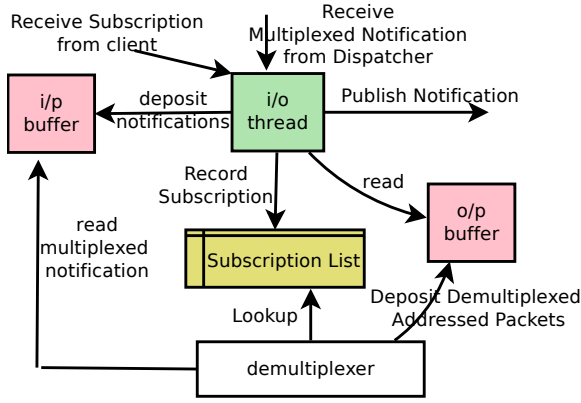 Receive Subscription
from client
Receive
Multiplexed Notification
from Dispatcher
i/p
buffer
deposit
notifications
i/o
thread
Publish Notification
Record
Subscription
read
o/p
buffer
read
multiplexed
notification
Subscription List
Lookup
Deposit Demultiplexed
Addressed Packets
demultiplexer